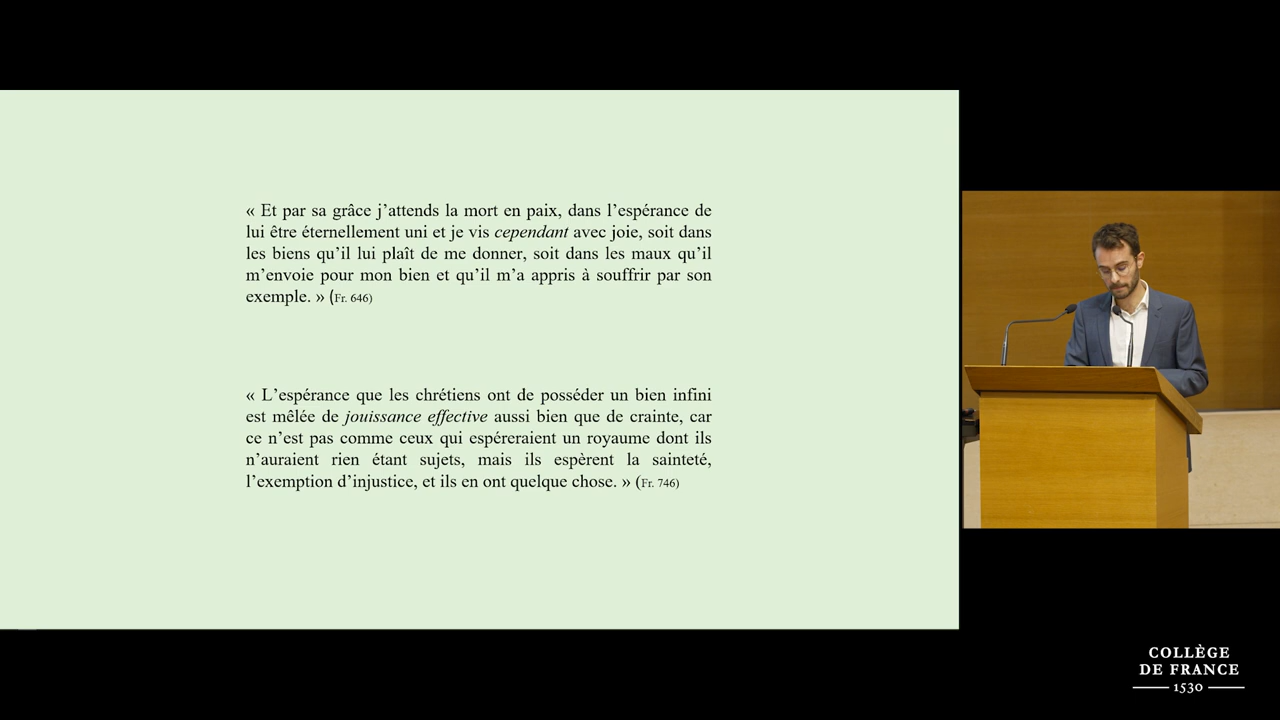 « Et par sa grâce j’attends la mort en paix, dans l’espérance de
lui être éternellement uni et je vis cependant avec joie, soit dans
les biens qu’il lui plaît de me donner, soit dans les maux qu’il
m’envoie pour mon bien et qu’il m’a appris à souffrir par son
exemple. » (Fr. 646)
« L’espérance que les chrétiens ont de posséder un bien infini
est mêlée de jouissance effective aussi bien que de crainte, car
ce n’est pas comme ceux qui espéreraient un royaume dont ils
n’auraient rien étant sujets, mais ils espèrent la sainteté,
l’exemption d’injustice, et ils en ont quelque chose. » (Fr. 746)
COLLÈGE
DE FRANCE
1530